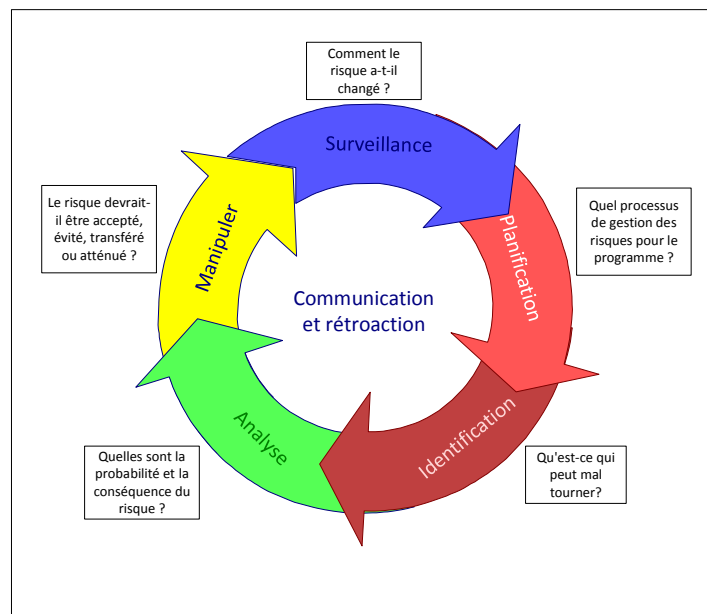 Comment le
risque a-t-il
changé ?
Surveillance
Le risque devrait-
il être accepté,
évité, transféré
ou atténué ?
Manipuler
Quel processus
de gestion des
risques pour le
programme ?
Planification
Communication
et rétroaction
Analyse
Identification
Quelles sont la
probabilité et la
conséquence du
risque ?
Qu'est-ce qui
peut mal
tourner?